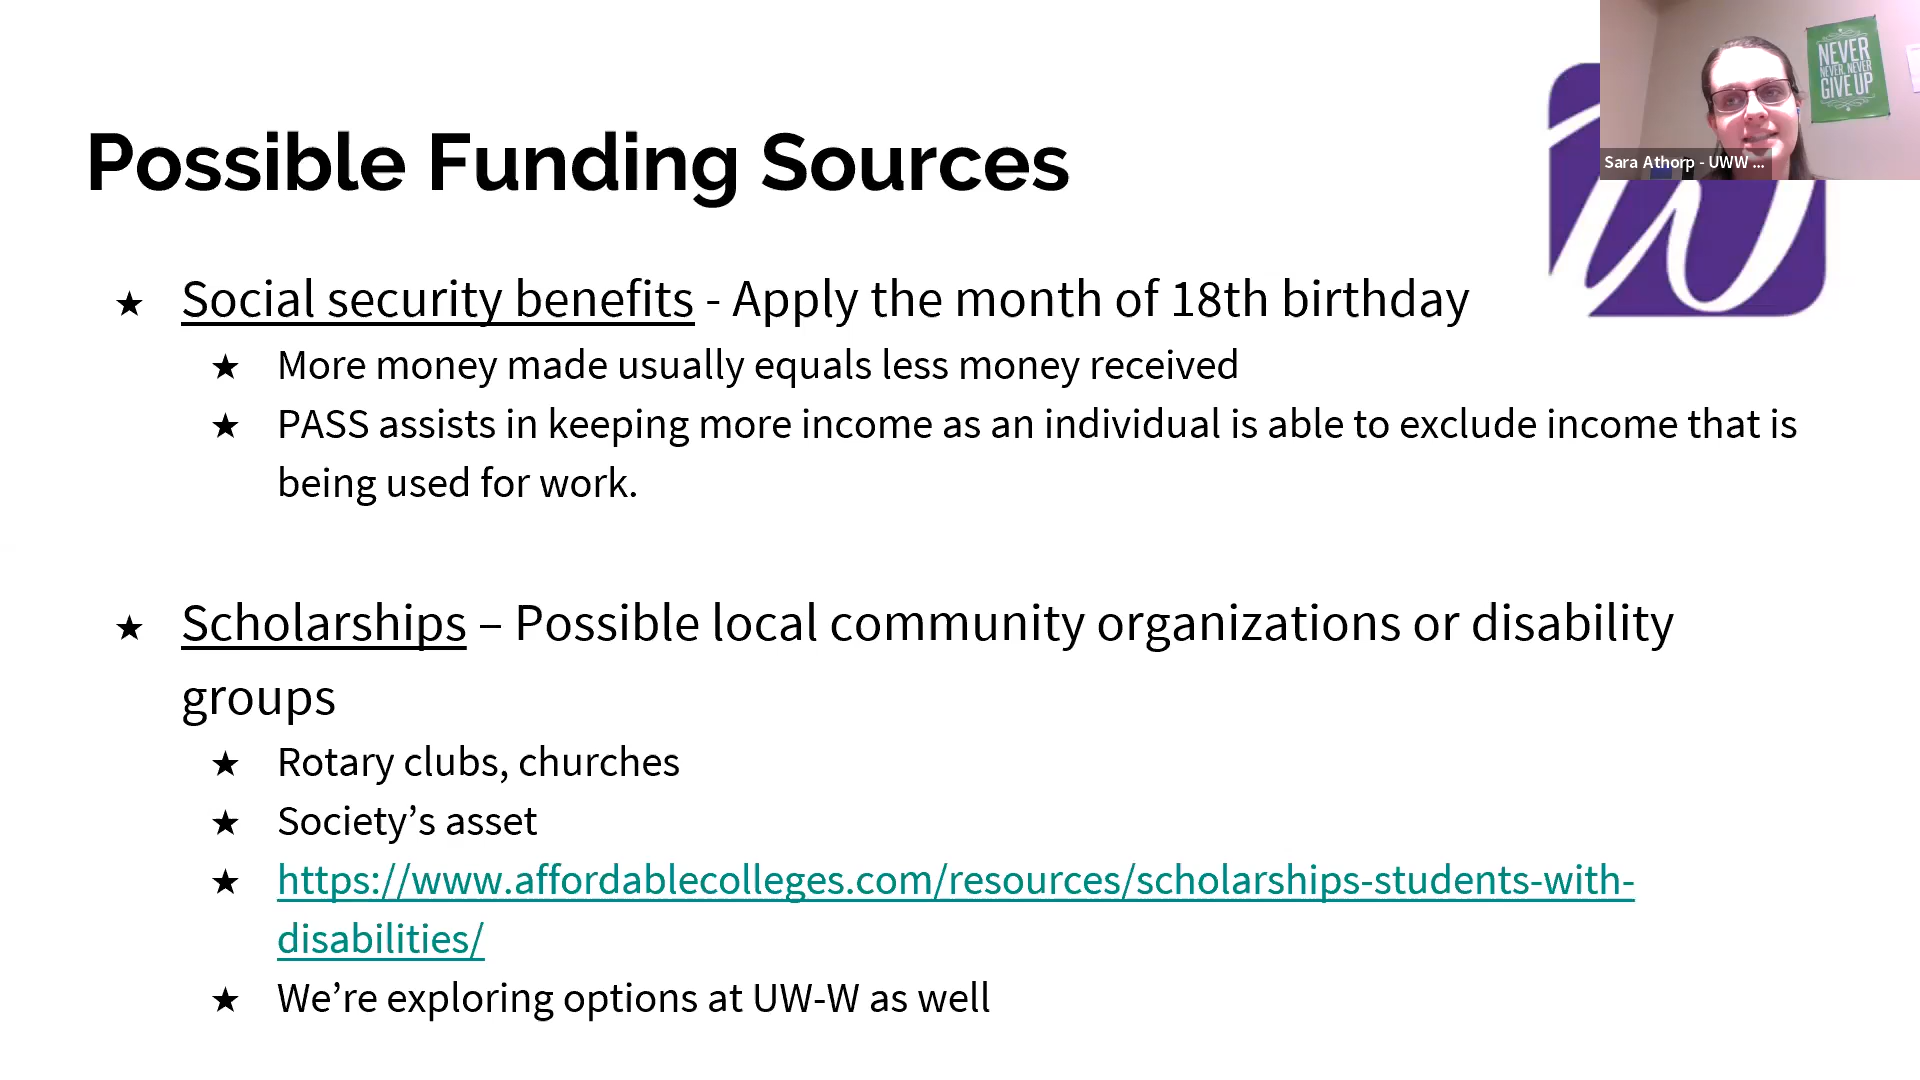 Possible Funding Sources
★ Social security benefits - Apply the month of 18th birthday
★ More money made usually equals less money received
★ PASS assists in keeping more income as an individual is able to exclude income that is
being used for work.
★ Scholarships – Possible local community organizations or disability
groups
★ Rotary clubs, churches
★ Society’s asset
★ https://www.affordablecolleges.com/resources/scholarships-students-with-
disabilities/
★ We’re exploring options at UW-W as well
NEVER
NEVER, NEVER
GIVE UP
Sara Athorp - UWW ...
w